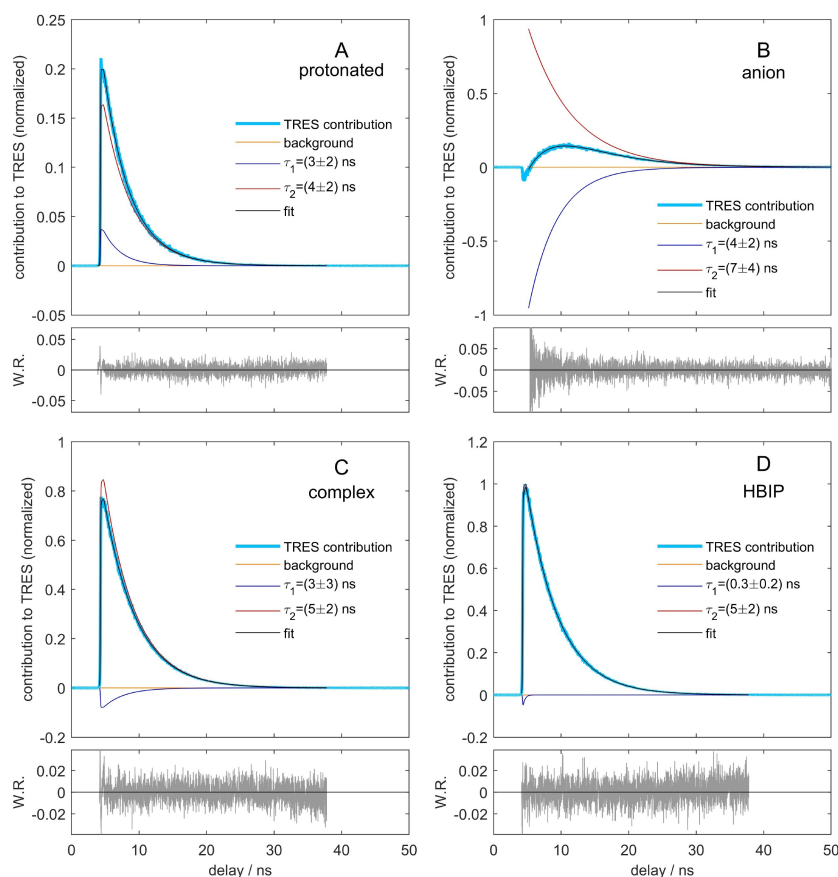 A
protonated
contribution to TRES (normalized)
0.25
0.2
0.15
0.1
0.05
0
-0.05
TRES contribution
background
τ1=(3±2) ns
τ2=(4±2) ns
fit
W.R.
0.05
0
-0.05
B
anion
contribution to TRES (normalized)
1
0.5
0
-0.5
-1
TRES contribution
background
τ1=(4±2) ns
τ2=(7±4) ns
fit
W.R.
0.05
0
-0.05
C
complex
contribution to TRES (normalized)
1
0.8
0.6
0.4
0.2
0
-0.2
TRES contribution
background
τ1=(3±3) ns
τ2=(5±2) ns
fit
W.R.
0.02
0
-0.02
0 10 20 30 40 50
delay / ns
D
HBIP
contribution to TRES (normalized)
1.2
1
0.8
0.6
0.4
0.2
0
-0.2
TRES contribution
background
τ1=(0.3±0.2) ns
τ2=(5±2) ns
fit
W.R.
0.02
0
-0.02
0 10 20 30 40 50
delay / ns